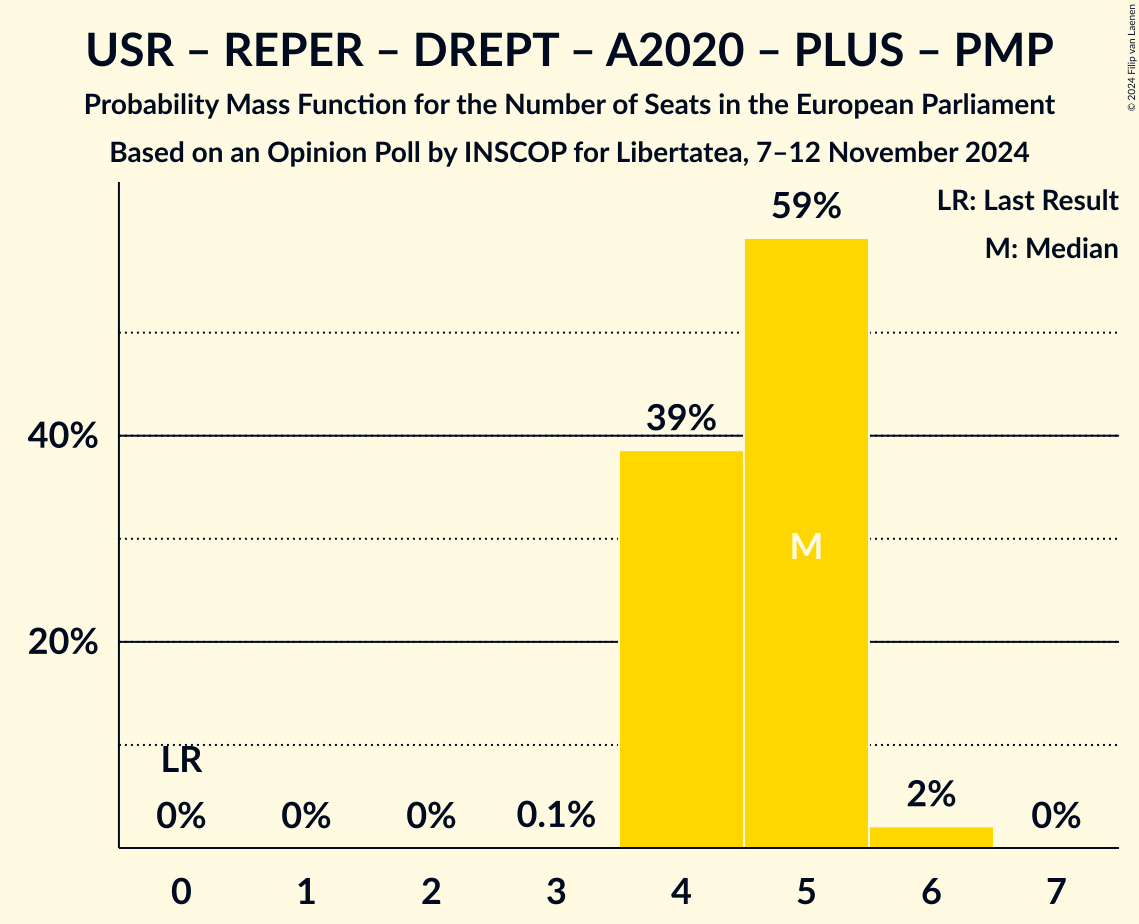 USR – REPER – DREPT – A2020 – PLUS – PMP
Probability Mass Function for the Number of Seats in the European Parliament
Based on an Opinion Poll by INSCOP for Libertatea, 7–12 November 2024
© 2024 Filip van Laenen
LR: Last Result
M: Median
59%
39%
40%
M
20%
LR
0%
0%
0%
0.1%
2%
0%
0
1
2
3
4
5
6
7